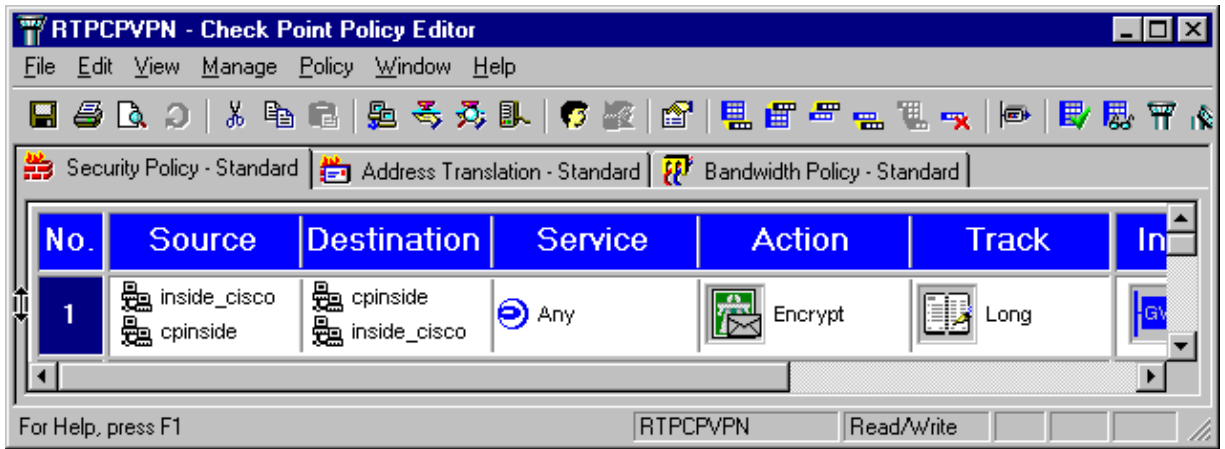 RTPCPVPN - Check Point Policy Editor
File Edit View Manage Policy Window Help
Security Policy - Standard Address Translation - Standard Bandwidth Policy - Standard
No. Source Destination Service Action Track In
1 inside_cisco cpinside Any Encrypt Long GW
cpinside inside_cisco
For Help, press F1 RTPCPVPN Read/Write